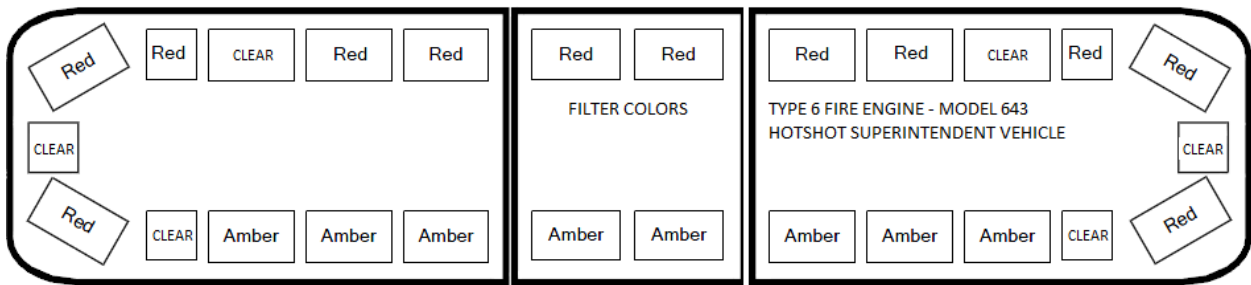 Red Red CLEAR Red Red Red Red Red Red CLEAR Red Red
FILTER COLORS
TYPE 6 FIRE ENGINE - MODEL 643
HOTSHOT SUPERINTENDENT VEHICLE
CLEAR CLEAR
Red CLEAR Amber Amber Amber Amber Amber Amber Amber Amber CLEAR Red